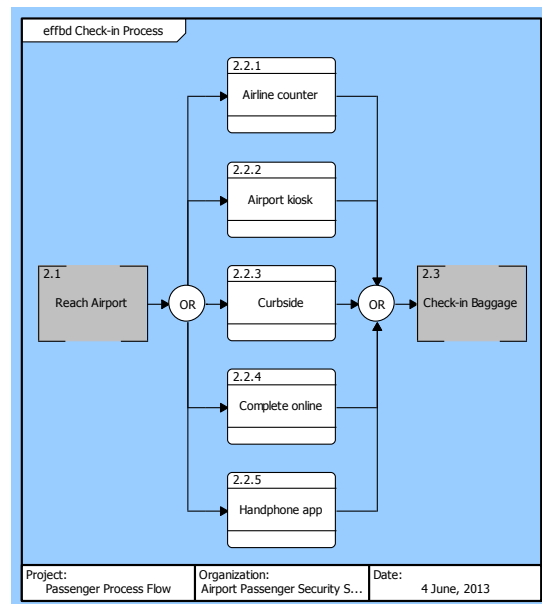 effbd Check-in Process
2.2.1
Airline counter
2.2.2
Airport kiosk
2.1
Reach Airport
OR
2.2.3
Curbside
OR
2.3
Check-in Baggage
2.2.4
Complete online
2.2.5
Handphone app
Project:
Passenger Process Flow
Organization:
Airport Passenger Security S...
Date:
4 June, 2013